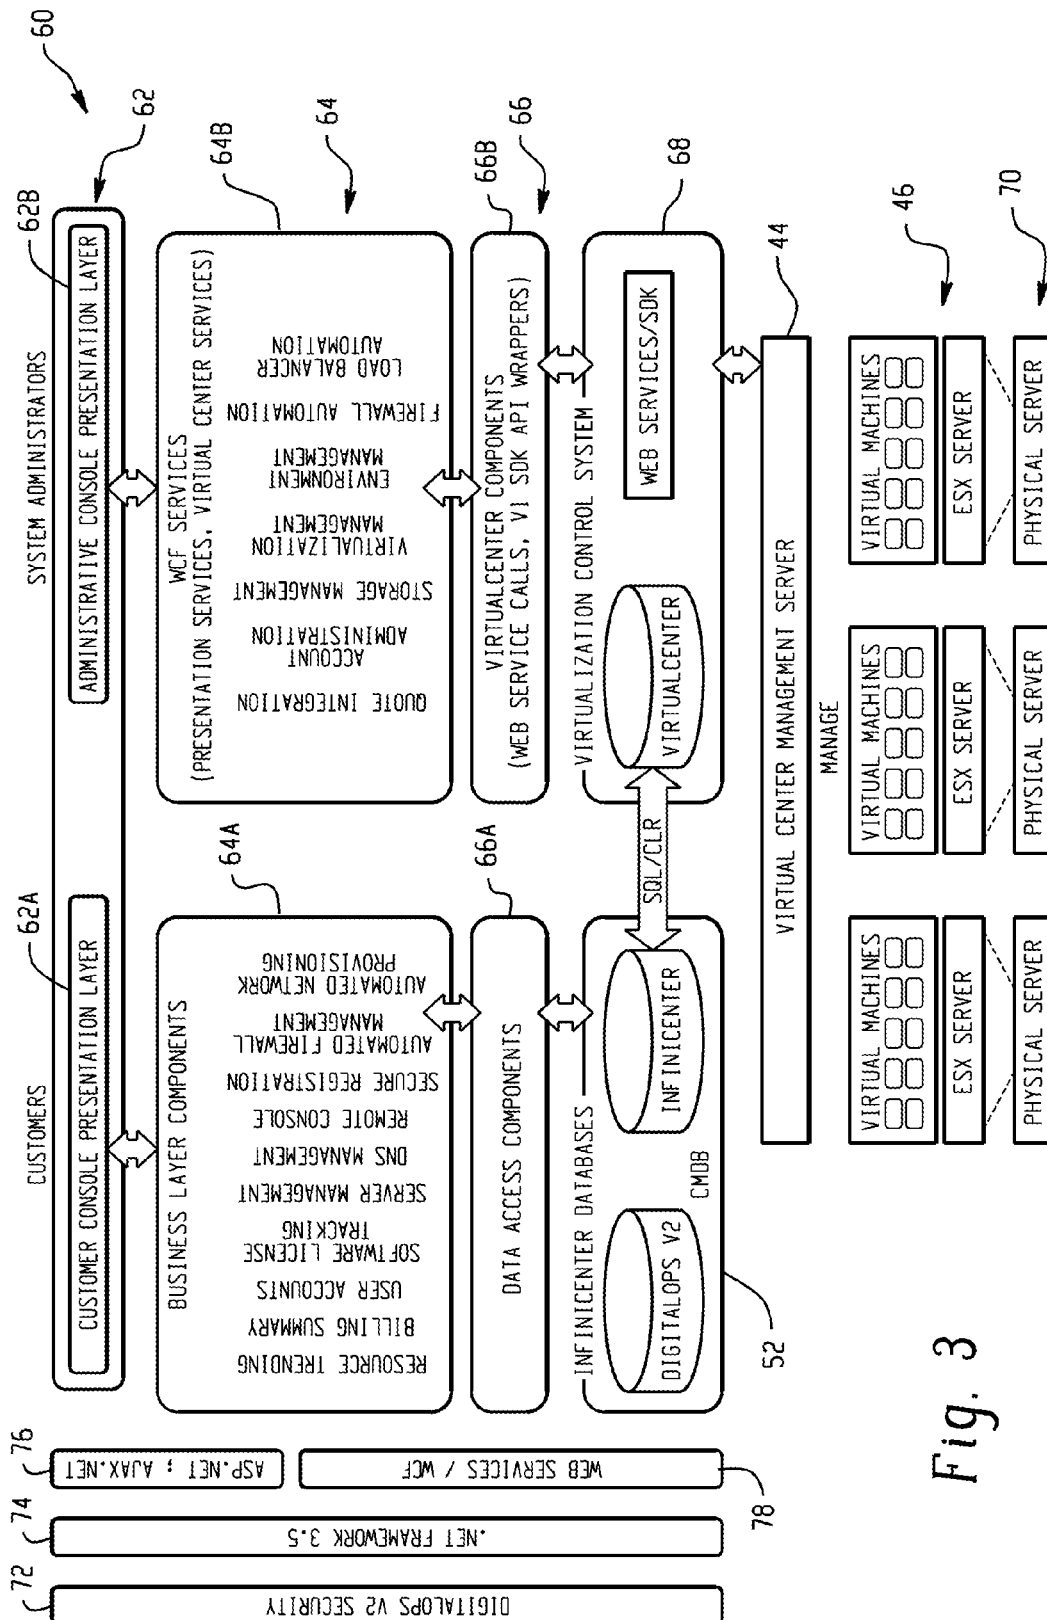 60
CUSTOMERS
SYSTEM ADMINISTRATORS
62A
62B
62
CUSTOMER CONSOLE PRESENTATION LAYER
ADMINISTRATIVE CONSOLE PRESENTATION LAYER
72
74
76
DIGITALOPS V2 SECURITY
.NET FRAMEWORK 3.5
ASP.NET ; AJAX.NET
WEB SERVICES / WCF
78
64A
BUSINESS LAYER COMPONENTS
RESOURCE TRENDING
BILLING SUMMARY
USER ACCOUNTS
SOFTWARE LICENSE
TRACKING
SERVER MANAGEMENT
DNS MANAGEMENT
REMOTE CONSOLE
SECURE REGISTRATION
AUTOMATED FIREWALL
MANAGEMENT
AUTOMATED NETWORK
PROVISIONING
64B
64
WCF SERVICES
(PRESENTATION SERVICES, VIRTUAL CENTER SERVICES)
QUOTE INTEGRATION
ACCOUNT
ADMINISTRATION
STORAGE MANAGEMENT
VIRTUALIZATION
MANAGEMENT
ENVIRONMENT
MANAGEMENT
FIREWALL AUTOMATION
LOAD BALANCER
AUTOMATION
66A
DATA ACCESS COMPONENTS
66B
66
VIRTUALCENTER COMPONENTS
(WEB SERVICE CALLS, VI SDK API WRAPPERS)
INFINICENTER DATABASES
DIGITALOPS V2
CMDB
INFINICENTER
52
SQL/CLR
VIRTUALIZATION CONTROL SYSTEM
VIRTUALCENTER
WEB SERVICES/SDK
68
VIRTUAL CENTER MANAGEMENT SERVER
44
MANAGE
VIRTUAL MACHINES
VIRTUAL MACHINES
VIRTUAL MACHINES
46
ESX SERVER
ESX SERVER
ESX SERVER
PHYSICAL SERVER
PHYSICAL SERVER
PHYSICAL SERVER
70
Fig. 3